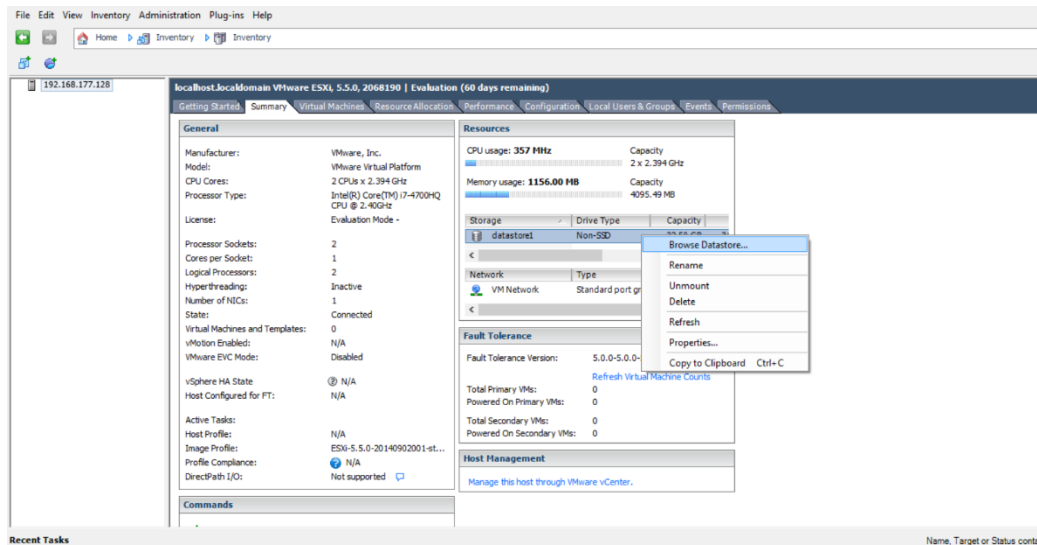 File Edit View Inventory Administration Plug-ins Help
Home Inventory Inventory
192.168.177.128
localhost.localdomain VMware ESXi, 5.5.0, 2068190 | Evaluation (60 days remaining)
Getting Started Summary Virtual Machines Resource Allocation Performance Configuration Local Users & Groups Events Permissions
General
Manufacturer: VMware, Inc.
Model: VMware Virtual Platform
CPU Cores: 2 CPUs x 2.394 GHz
Processor Type: Intel(R) Core(TM) i7-4700HQ
CPU @ 2.40GHz
License: Evaluation Mode -
Processor Sockets: 2
Cores per Socket: 1
Logical Processors: 2
Hyperthreading: Inactive
Number of NICs: 1
State: Connected
Virtual Machines and Templates: 0
vMotion Enabled: N/A
VMware EVC Mode: Disabled
vSphere HA State N/A
Host Configured for FT: N/A
Active Tasks:
Host Profile: N/A
Image Profile: ESXi-5.5.0-20140902001-st...
Profile Compliance: N/A
DirectPath I/O: Not supported
Commands
Resources
CPU usage: 357 MHz Capacity
2 x 2.394 GHz
Memory usage: 1156.00 MB Capacity
4095.49 MB
Storage Drive Type Capacity
datastore1 Non-SSD
Network Type
VM Network Standard port gr
Browse Datastore...
Rename
Unmount
Delete
Refresh
Properties...
Copy to Clipboard Ctrl+C
Fault Tolerance
Fault Tolerance Version: 5.0.0-5.0.0-
Refresh Virtual Machine Counts
Total Primary VMs: 0
Powered On Primary VMs: 0
Total Secondary VMs: 0
Powered On Secondary VMs: 0
Host Management
Manage this host through VMware vCenter.
Recent Tasks
Name, Target or Status conta